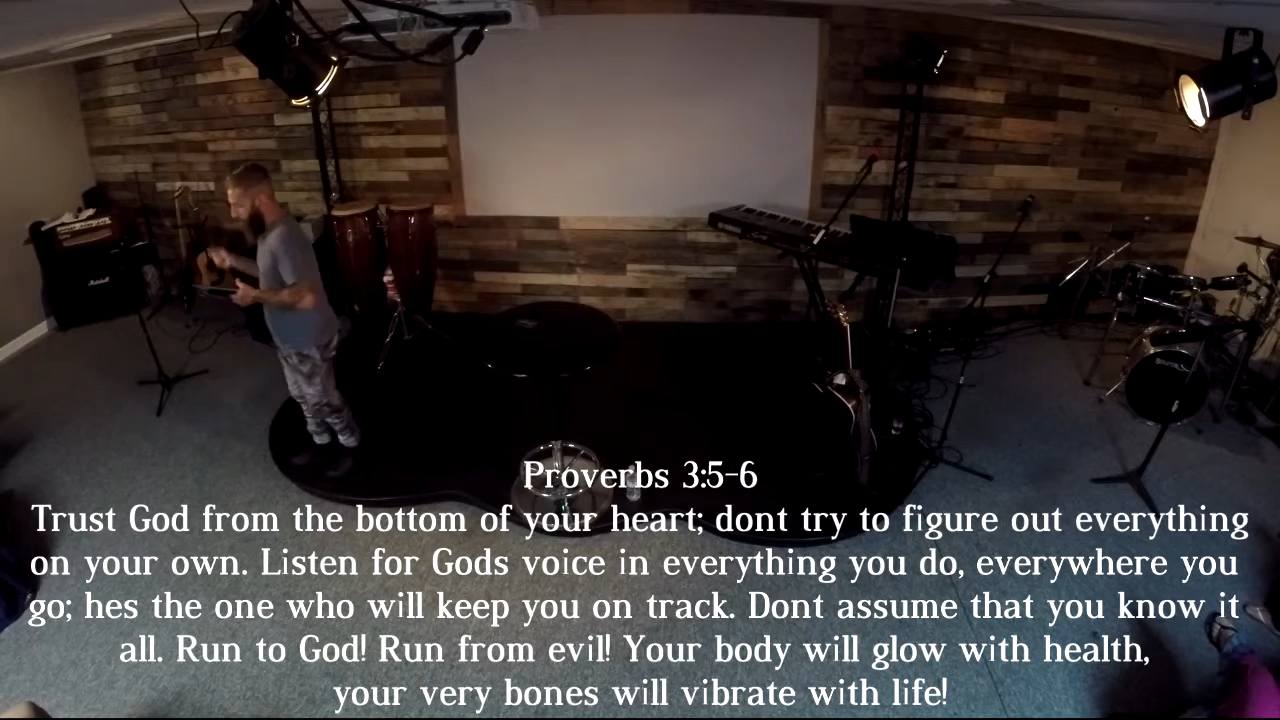 Marshall
Proverbs 3:5-6
Trust God from the bottom of your heart; dont try to figure out everything
on your own. Listen for Gods voice in everything you do, everywhere you
go; hes the one who will keep you on track. Dont assume that you know it
all. Run to God! Run from evil! Your body will glow with health,
your very bones will vibrate with life!